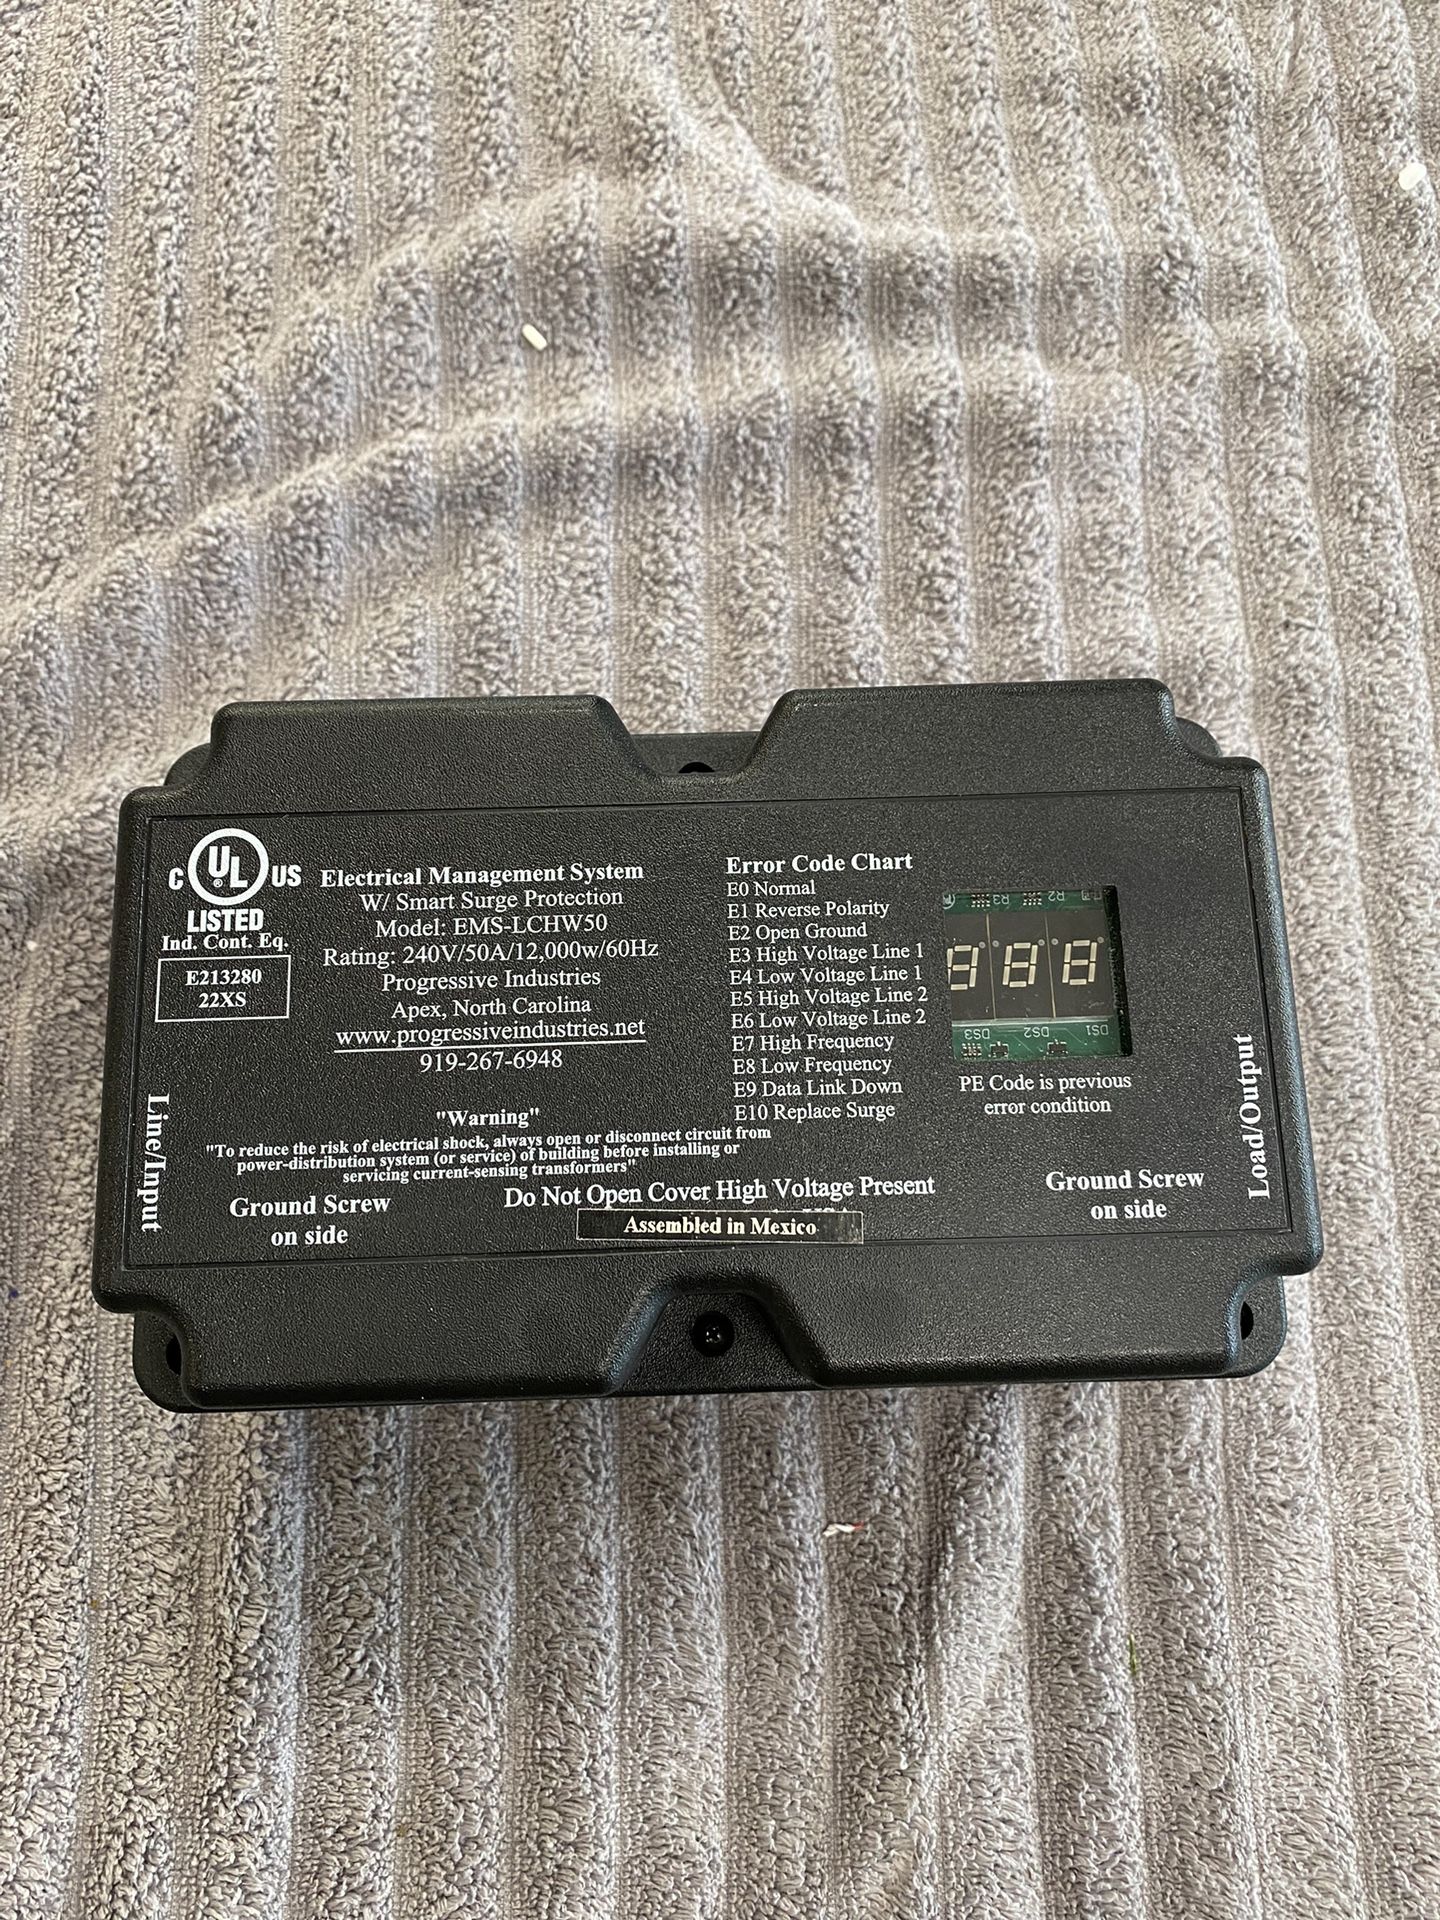 C UL US
®
LISTED
Ind. Cont. Eq.
E213280
22XS
Electrical Management System
W/ Smart Surge Protection
Model: EMS-LCHW50
Rating: 240V/50A/12,000w/60Hz
Progressive Industries
Apex, North Carolina
www.progressiveindustries.net
919-267-6948
Error Code Chart
E0 Normal
E1 Reverse Polarity
E2 Open Ground
E3 High Voltage Line 1
E4 Low Voltage Line 1
E5 High Voltage Line 2
E6 Low Voltage Line 2
E7 High Frequency
E8 Low Frequency
E9 Data Link Down
E10 Replace Surge
R3 R2
DS3 DS2 DS1
PE Code is previous
error condition
"Warning"
"To reduce the risk of electrical shock, always open or disconnect circuit from
power-distribution system (or service) of building before installing or
servicing current-sensing transformers"
Do Not Open Cover High Voltage Present
Assembled in Mexico
Line/Input
Ground Screw
on side
Ground Screw
on side
Load/Output